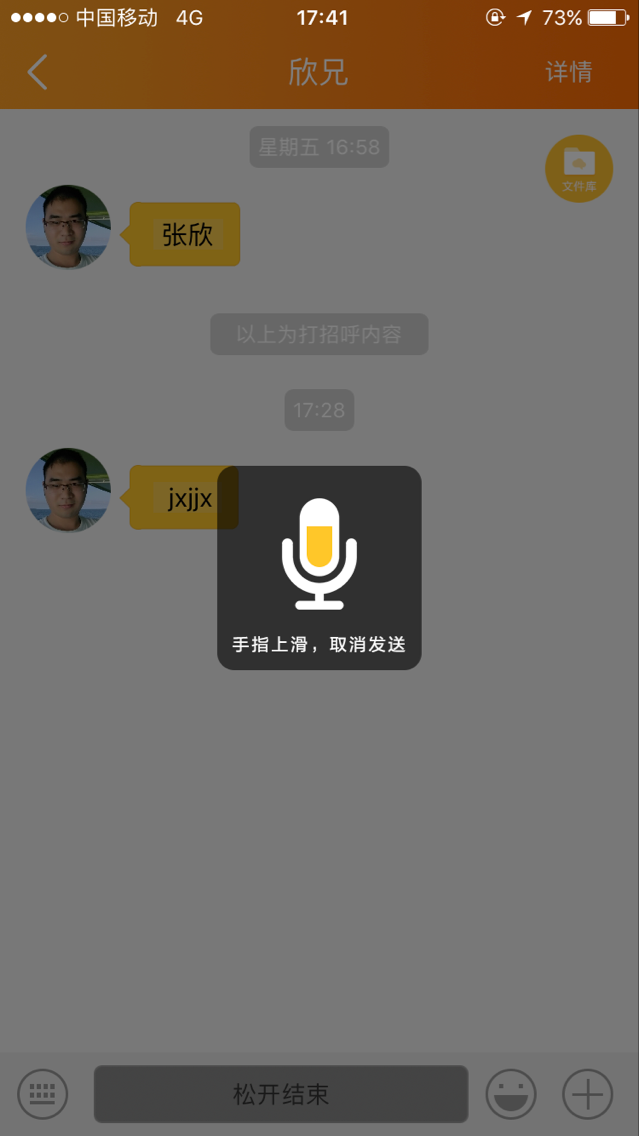 中国移动 4G 17:41 73%
欣兄 详情
星期五 16:58
文件库
张欣
以上为打招呼内容
17:28
jxjjx
手指上滑，取消发送
松开结束